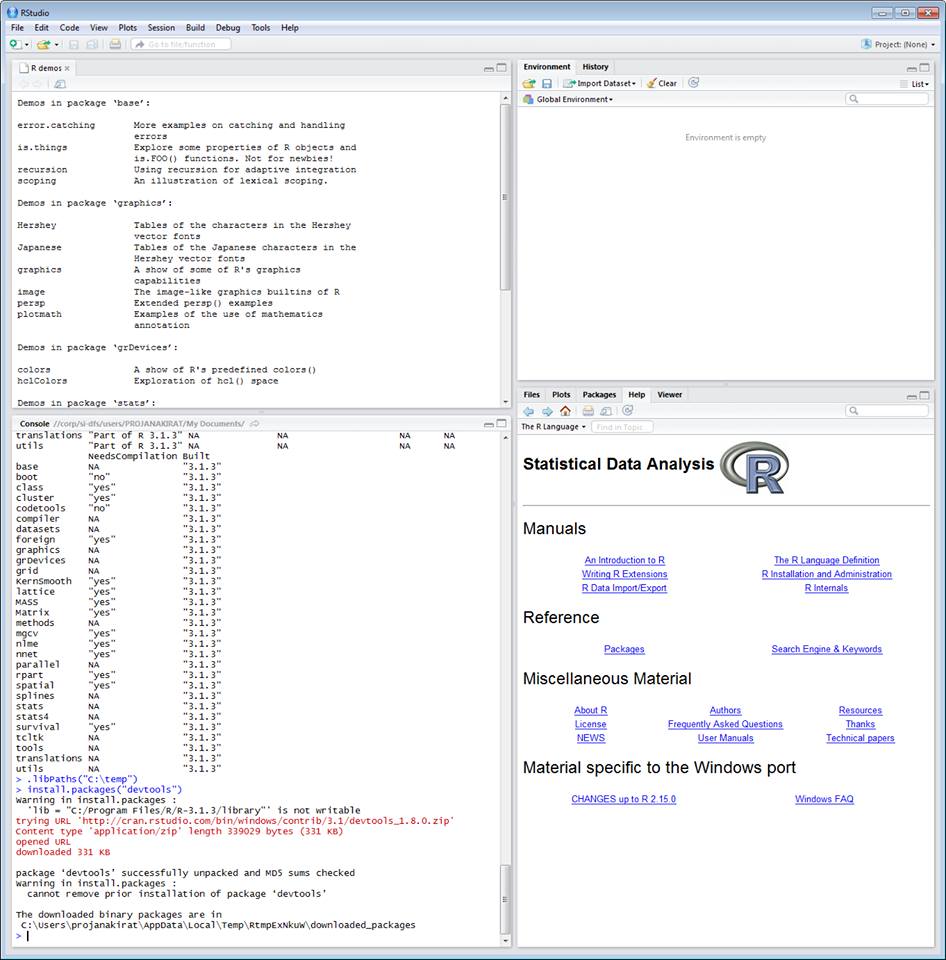 RStudio
File Edit Code View Plots Session Build Debug Tools Help
Go to file/function Project: (None)
R demos
Demos in package ‘base’:
error.catching More examples on catching and handling
errors
is.things Explore some properties of R objects and
is.FOO() functions. Not for newbies!
recursion Using recursion for adaptive integration
scoping An illustration of lexical scoping.
Demos in package ‘graphics’:
Hershey Tables of the characters in the Hershey
vector fonts
Japanese Tables of the Japanese characters in the
Hershey vector fonts
graphics A show of some of R's graphics
capabilities
image The image-like graphics builtins of R
persp Extended persp() examples
plotmath Examples of the use of mathematics
annotation
Demos in package ‘grDevices’:
colors A show of R's predefined colors()
hclColors Exploration of hcl() space
Demos in package ‘stats’:
Console //corp/si-dfs/users/PROJANAKIRAT/My Documents/
translations "Part of R 3.1.3" NA NA NA NA
utils "Part of R 3.1.3" NA NA NA NA
NeedsCompilation Built
base NA "3.1.3"
boot "no" "3.1.3"
class "yes" "3.1.3"
cluster "yes" "3.1.3"
codetools "no" "3.1.3"
compiler NA "3.1.3"
datasets NA "3.1.3"
foreign "yes" "3.1.3"
graphics NA "3.1.3"
grDevices NA "3.1.3"
grid NA "3.1.3"
KernSmooth "yes" "3.1.3"
lattice "yes" "3.1.3"
MASS "yes" "3.1.3"
Matrix "yes" "3.1.3"
methods NA "3.1.3"
mgcv "yes" "3.1.3"
nlme "yes" "3.1.3"
nnet "yes" "3.1.3"
parallel NA "3.1.3"
rpart "yes" "3.1.3"
spatial "yes" "3.1.3"
splines NA "3.1.3"
stats NA "3.1.3"
stats4 NA "3.1.3"
survival "yes" "3.1.3"
tcltk NA "3.1.3"
tools NA "3.1.3"
translations NA "3.1.3"
utils NA "3.1.3"
> .libPaths("C:\temp")
> install.packages("devtools")
Warning in install.packages :
'lib = "C:/Program Files/R/R-3.1.3/library"' is not writable
trying URL 'http://cran.rstudio.com/bin/windows/contrib/3.1/devtools_1.8.0.zip'
Content type 'application/zip' length 339029 bytes (331 KB)
opened URL
downloaded 331 KB
package ‘devtools’ successfully unpacked and MD5 sums checked
Warning in install.packages :
cannot remove prior installation of package ‘devtools’
The downloaded binary packages are in
C:\Users\projanakirat\AppData\Local\Temp\RtmpExNkuW\downloaded_packages
>
Environment History
Import Dataset Clear List
Global Environment
Environment is empty
Files Plots Packages Help Viewer
The R Language Find in Topic
Statistical Data Analysis R
Manuals
An Introduction to R The R Language Definition
Writing R Extensions R Installation and Administration
R Data Import/Export R Internals
Reference
Packages Search Engine & Keywords
Miscellaneous Material
About R Authors Resources
License Frequently Asked Questions Thanks
NEWS User Manuals Technical papers
Material specific to the Windows port
CHANGES up to R 2.15.0 Windows FAQ